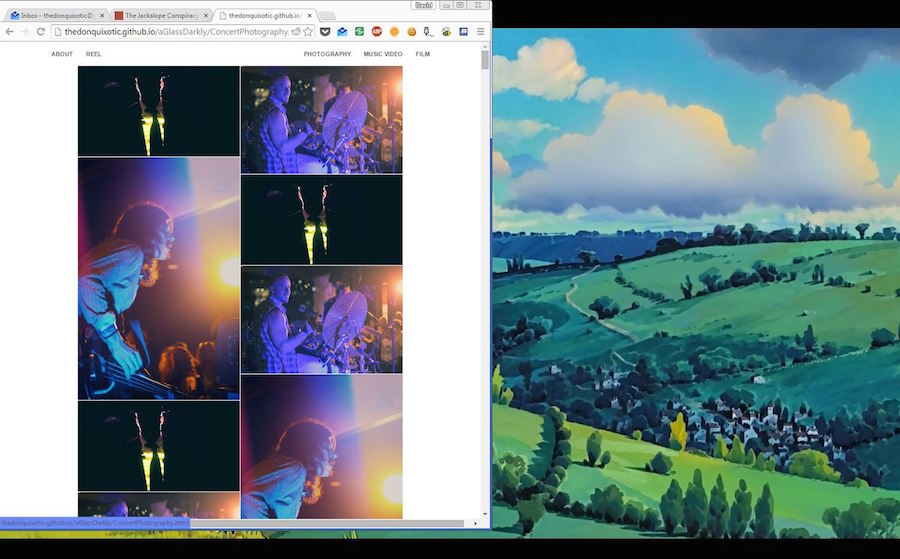 David
Inbox - thedonquixotic@g
The Jackalope Conspiracy
thedonquixotic.github.io/
thedonquixotic.github.io/aGlassDarkly/ConcertPhotography.
ABP
ABOUT REEL PHOTOGRAPHY MUSIC VIDEO FILM
thedonquixotic.github.io/aGlassDarkly/ConcertPhotography.html